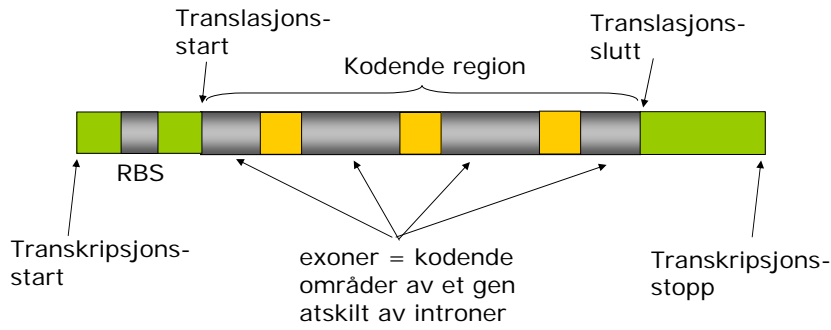 Translasjons-
start
Translasjons-
slutt
Kodende region
RBS
Transkripsjons-
start
exoner = kodende
områder av et gen
atskilt av introner
Transkripsjons-
stopp